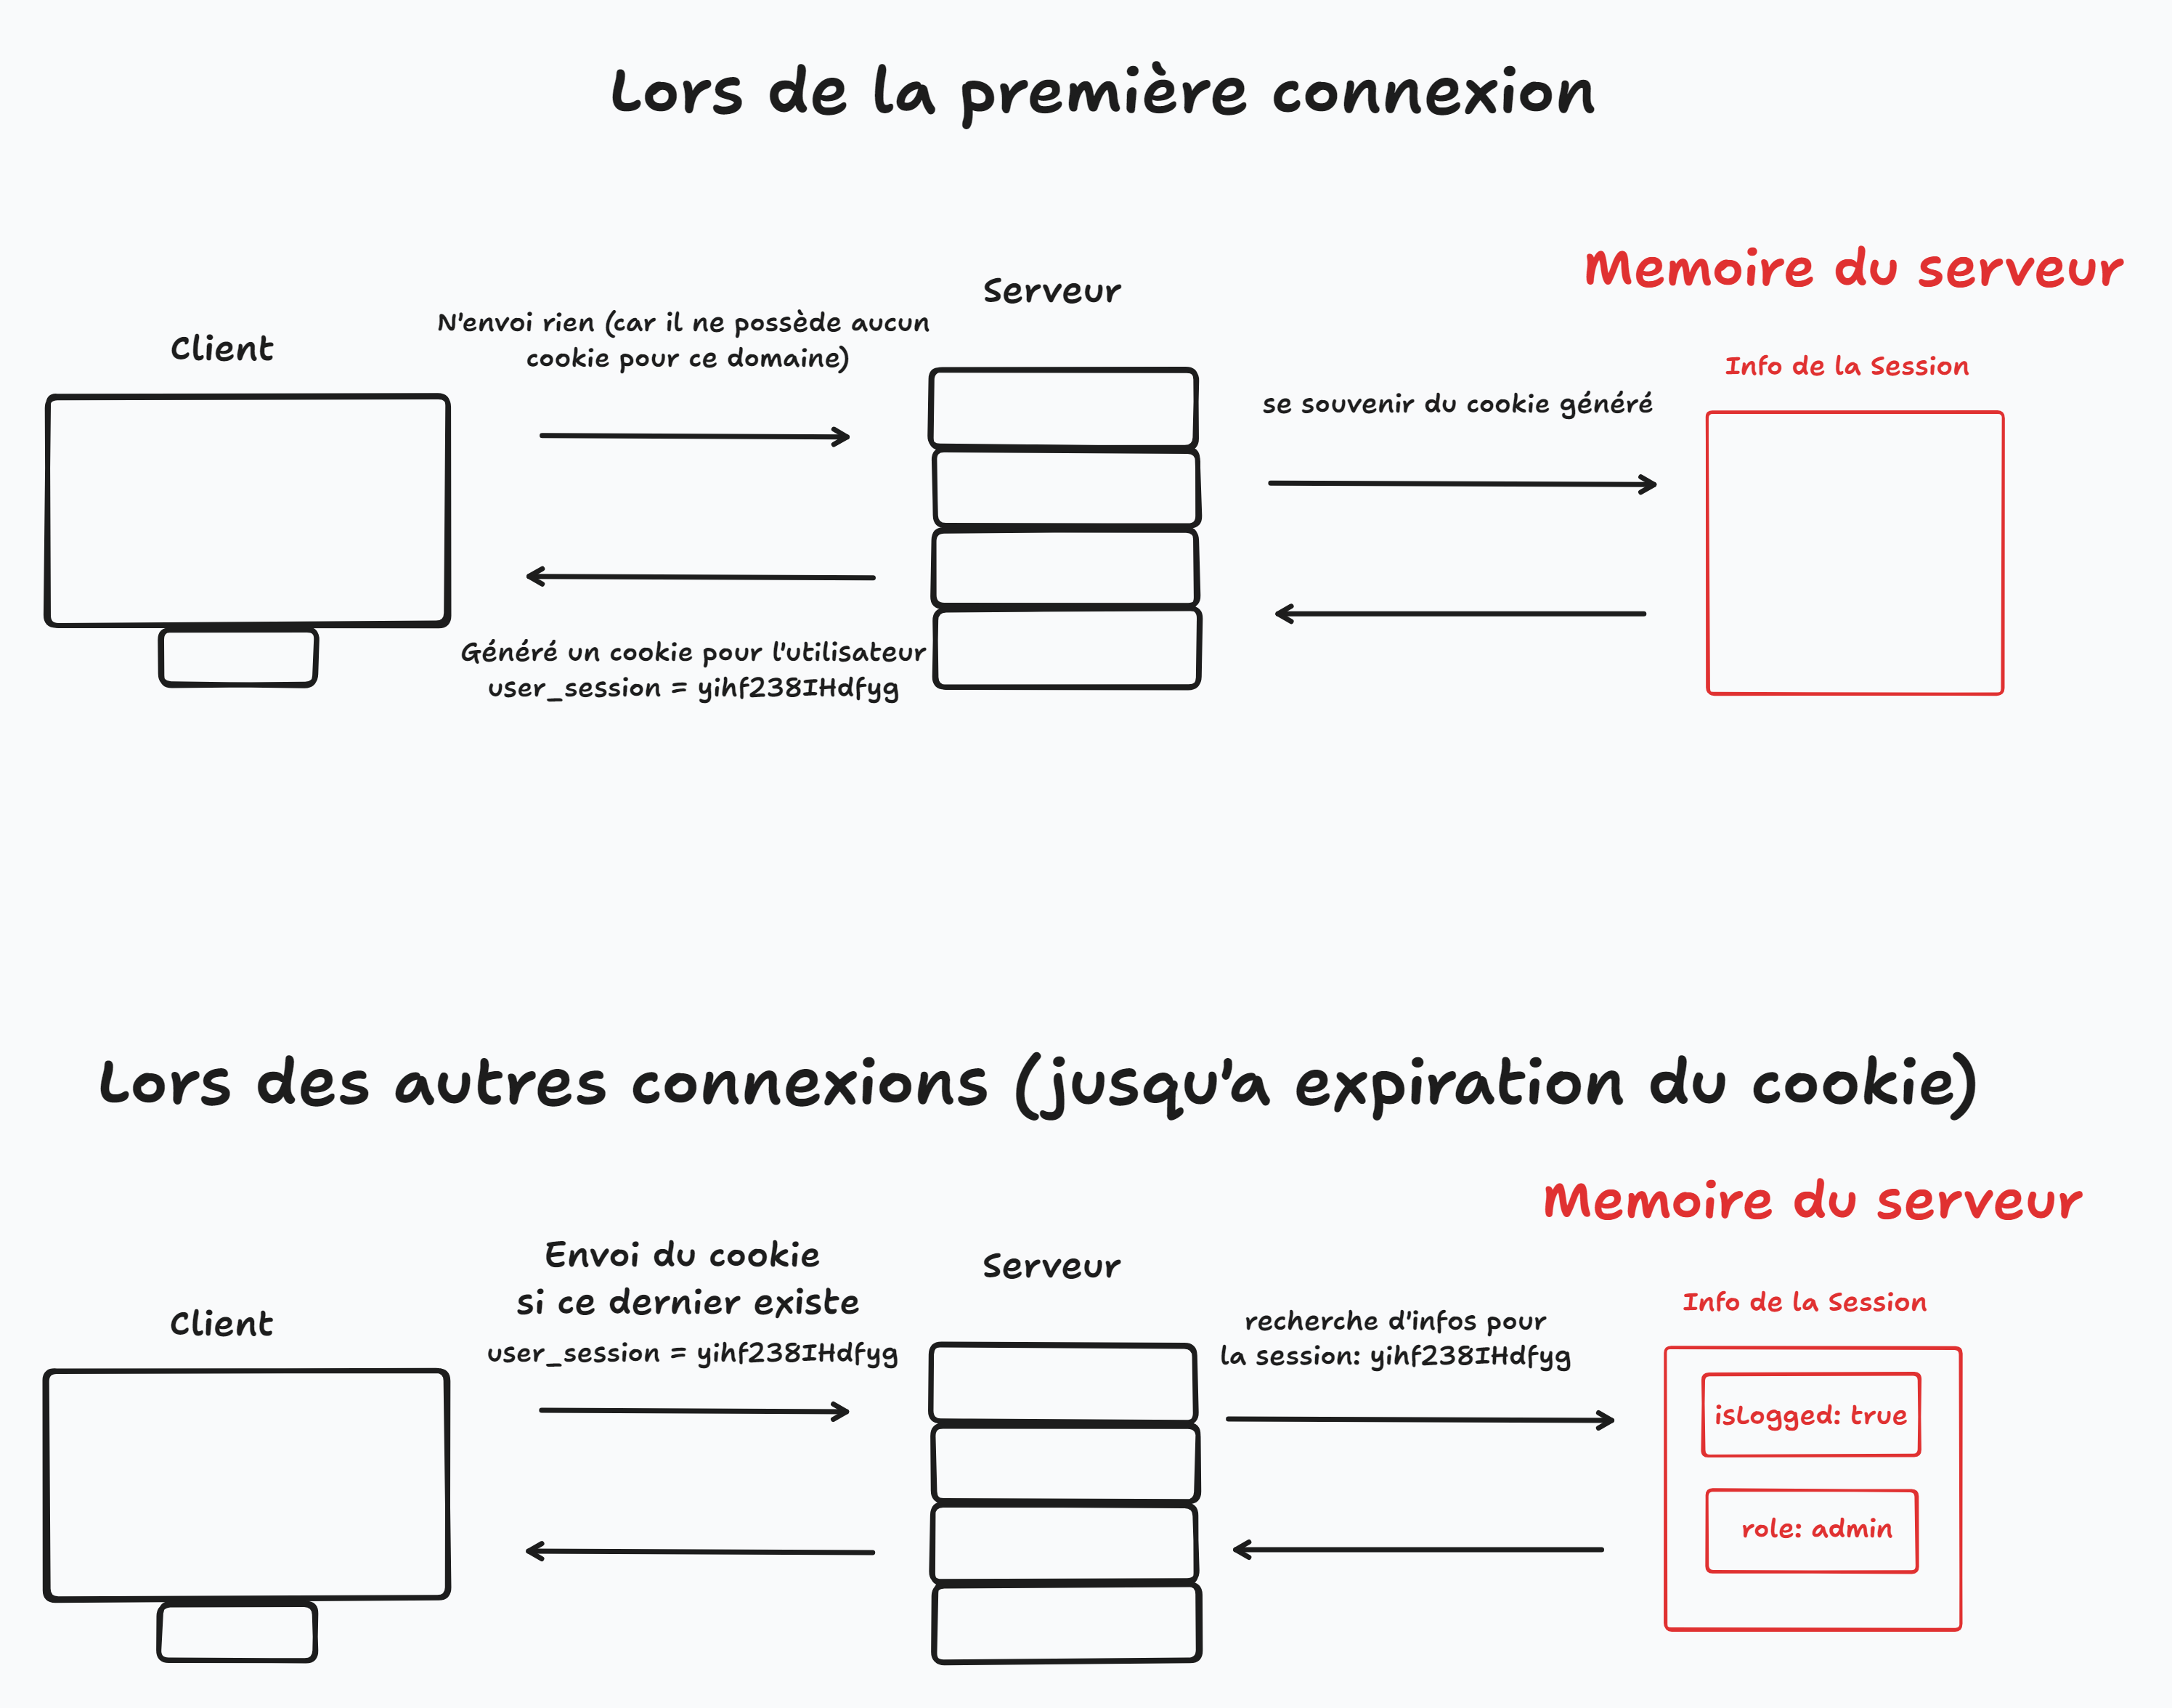 Lors de la première connexion
Memoire du serveur
Serveur
N'envoi rien (car il ne possède aucun
cookie pour ce domaine)
Client
Info de la Session
se souvenir du cookie généré
Généré un cookie pour l'utilisateur
user_session = yihf238IHdfyg
Lors des autres connexions (jusqu'a expiration du cookie)
Memoire du serveur
Envoi du cookie
si ce dernier existe
user_session = yihf238IHdfyg
Serveur
Client
Info de la Session
recherche d'infos pour
la session: yihf238IHdfyg
isLogged: true
role: admin